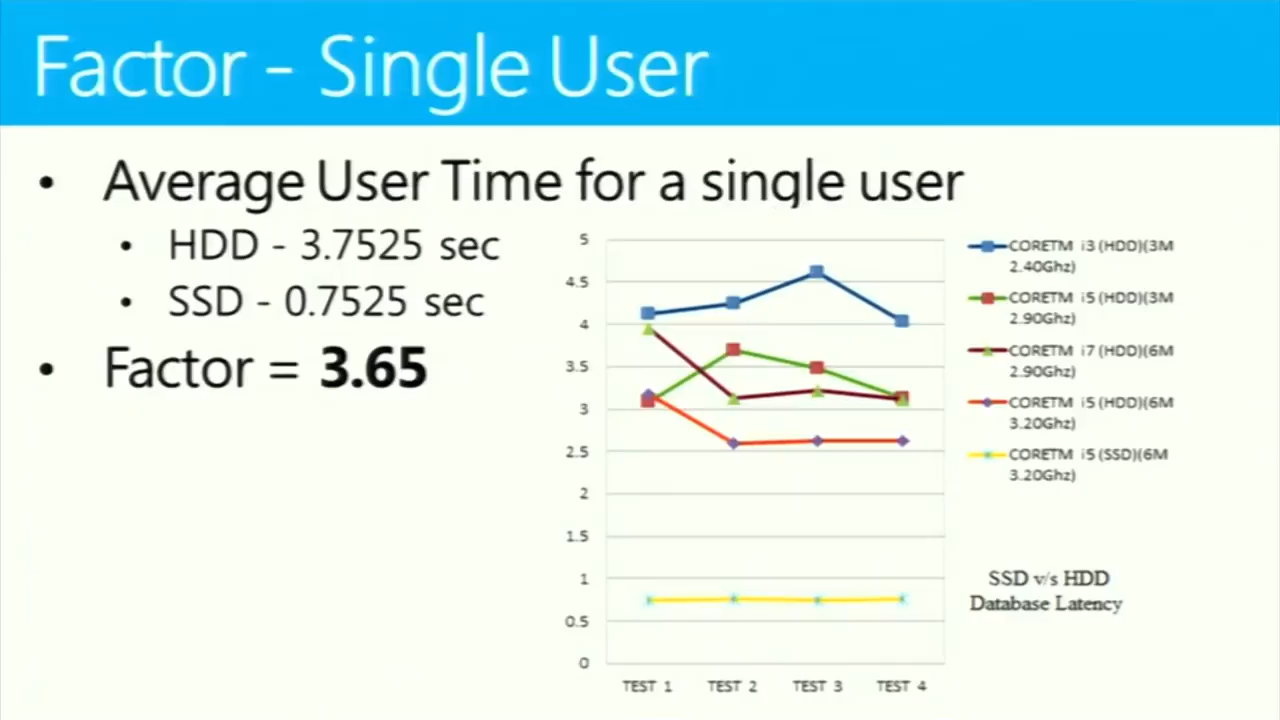 Factor - Single User
• Average User Time for a single user
• HDD - 3.7525 sec
• SSD - 0.7525 sec
• Factor = 3.65
5
4.5
4
3.5
3
2.5
2
1.5
1
0.5
0
TEST 1 TEST 2 TEST 3 TEST 4
CORETM i3 (HDD)(3M
2.40Ghz)
CORETM i5 (HDD)(3M
2.90Ghz)
CORETM i7 (HDD)(6M
2.90Ghz)
CORETM i5 (HDD)(6M
3.20Ghz)
CORETM i5 (SSD)(6M
3.20Ghz)
SSD v/s HDD
Database Latency